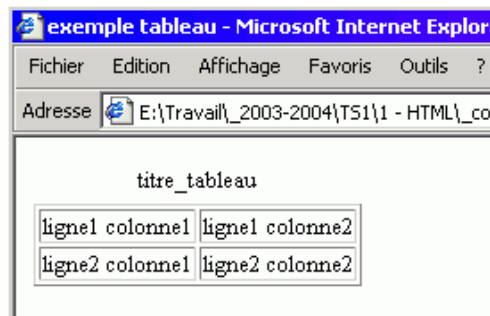 exemple tableau - Microsoft Internet Explor
Fichier Edition Affichage Favoris Outils ?
Adresse E:\Travail\_2003-2004\TS1\1 - HTML\_co
titre_tableau
ligne1 colonne1 ligne1 colonne2
ligne2 colonne1 ligne2 colonne2